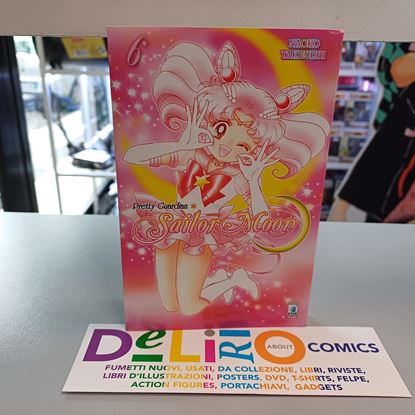 6
NAOKO
TAKEUCHI
Pretty Guardian
Sailor Moon
DeLiRiO ABOUT COMICS
FUMETTI NUOVI, USATI, DA COLLEZIONE, LIBRI, RIVISTE,
LIBRI D'ILLUSTRAZIONI, POSTERS, DVD, T-SHIRTS, FELPE,
ACTION FIGURES, PORTACHIAVI, GADGETS